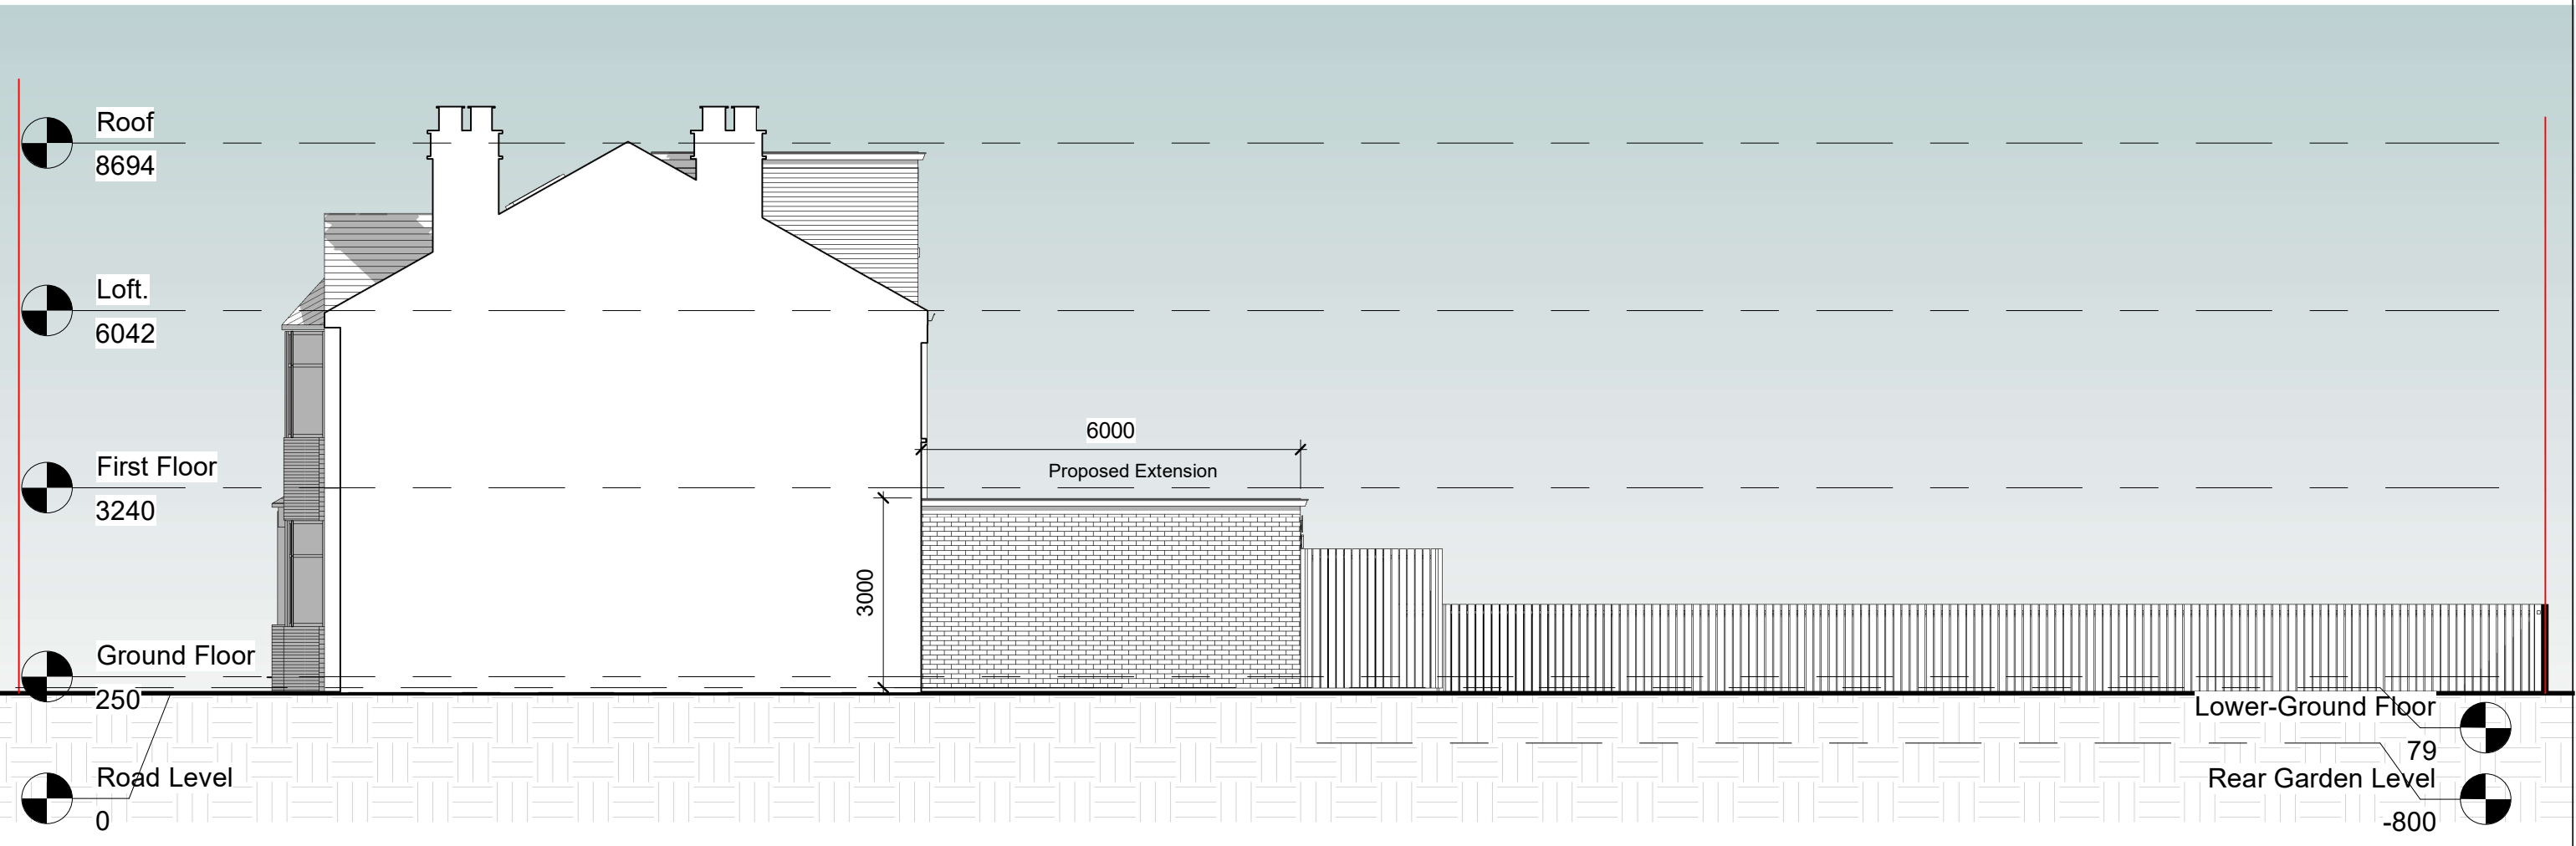 Roof
8694
Loft.
6042
6000
Proposed Extension
First Floor
3240
3000
Ground Floor
250
Road Level
0
Lower-Ground Floor
79
Rear Garden Level
-800